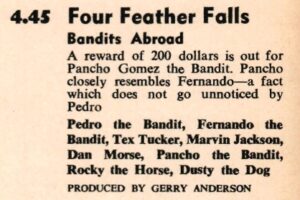 4.45 Four Feather Falls
Bandits Abroad
A reward of 200 dollars is out for
Pancho Gomez the Bandit. Pancho
closely resembles Fernando—a fact
which does not go unnoticed by
Pedro
Pedro the Bandit, Fernando the
Bandit, Tex Tucker, Marvin Jackson,
Dan Morse, Pancho the Bandit,
Rocky the Horse, Dusty the Dog
PRODUCED BY GERRY ANDERSON